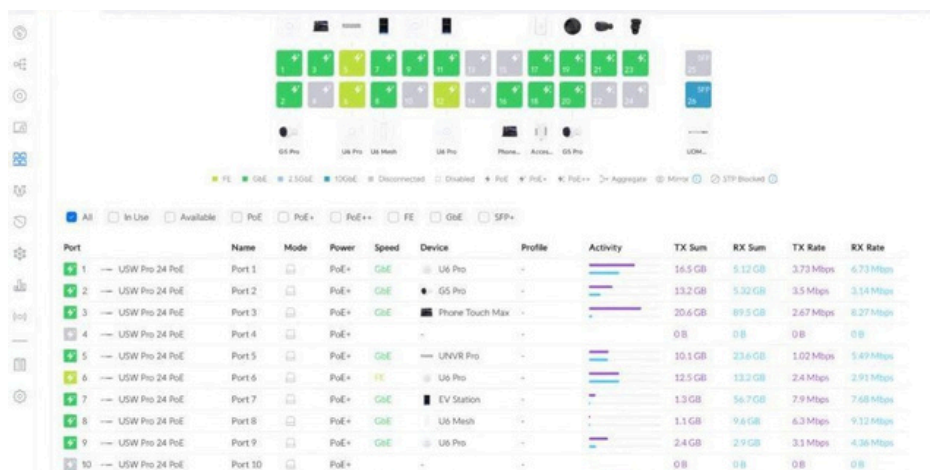 1 3 5 7 9 11 13 15 17 19 21 23 SFP 25
2 4 6 8 10 12 14 16 18 20 22 24 SFP 26
G5 Pro U6 Pro U6 Mesh U6 Pro Phone... Acces... G5 Pro UDM...
FE GbE 2.5GbE 10GbE Disconnected Disabled PoE PoE+ PoE++ Aggregate Mirror STP Blocked
All In Use Available PoE PoE+ PoE++ FE GbE SFP+
Port Name Mode Power Speed Device Profile Activity TX Sum RX Sum TX Rate RX Rate
1 USW Pro 24 PoE Port 1 PoE+ GbE U6 Pro - 16.5 GB 5.12 GB 3.73 Mbps 6.73 Mbps
2 USW Pro 24 PoE Port 2 PoE+ GbE G5 Pro - 13.2 GB 5.32 GB 3.5 Mbps 3.14 Mbps
3 USW Pro 24 PoE Port 3 PoE+ GbE Phone Touch Max - 20.6 GB 89.5 GB 2.67 Mbps 8.27 Mbps
4 USW Pro 24 PoE Port 4 PoE+ - - 0 B 0 B 0 B 0 B
5 USW Pro 24 PoE Port 5 PoE+ GbE UNVR Pro - 10.1 GB 23.6 GB 1.02 Mbps 5.49 Mbps
6 USW Pro 24 PoE Port 6 PoE+ FE U6 Pro - 12.5 GB 13.2 GB 2.4 Mbps 2.91 Mbps
7 USW Pro 24 PoE Port 7 PoE+ GbE EV Station - 1.3 GB 56.7 GB 7.9 Mbps 7.68 Mbps
8 USW Pro 24 PoE Port 8 PoE+ GbE U6 Mesh - 1.1 GB 9.6 GB 6.3 Mbps 9.12 Mbps
9 USW Pro 24 PoE Port 9 PoE+ GbE U6 Pro - 2.4 GB 2.9 GB 3.1 Mbps 4.36 Mbps
10 USW Pro 24 PoE Port 10 PoE+ - - 0 B 0 B 0 B 0 B